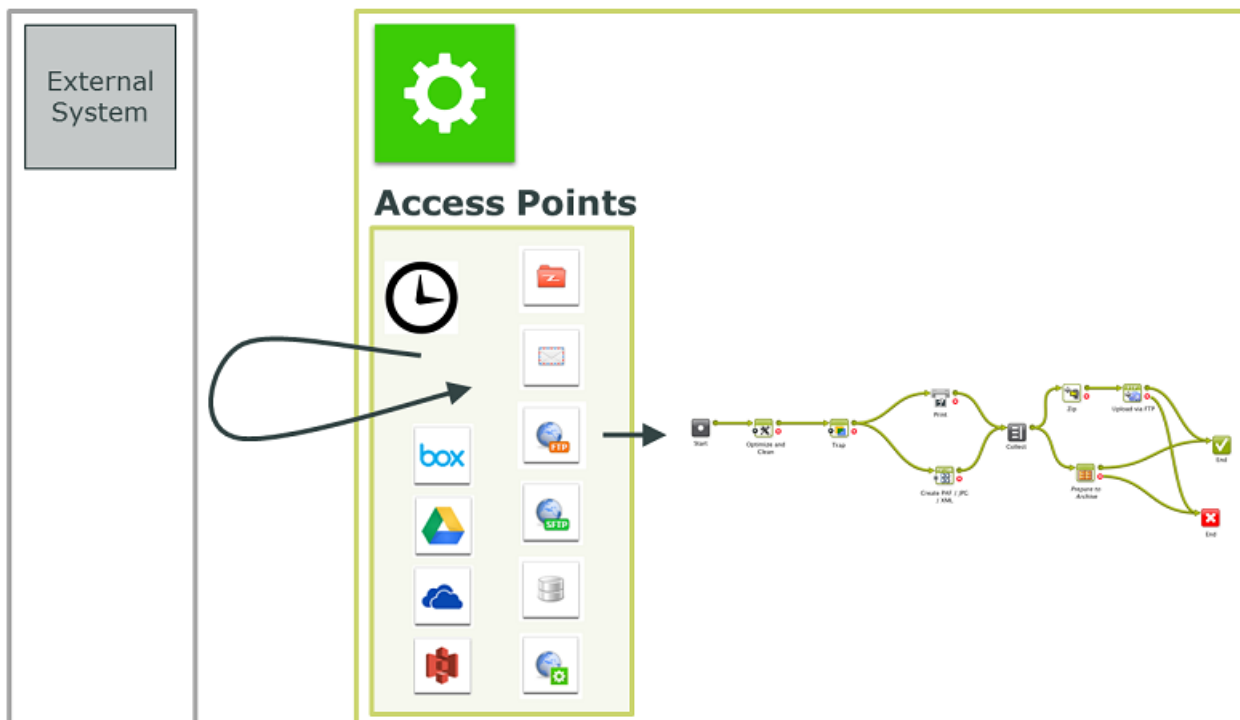 External
System
Access Points
box
FTP
SFTP
Start
Optimize and
Clean
Trap
Print
Create PAF / JPG
/ XML
Collect
Zip
Upload via FTP
Prepare to
Archive
End
End